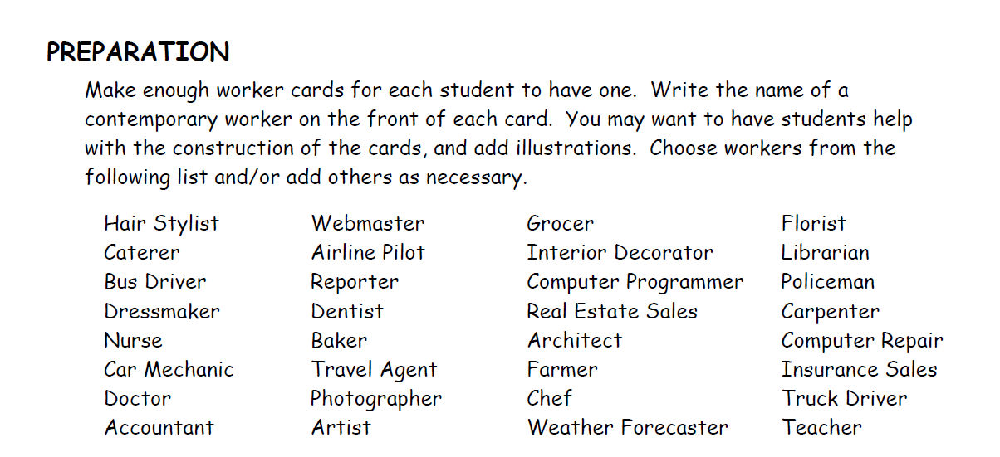 PREPARATION
Make enough worker cards for each student to have one.  Write the name of a
contemporary worker on the front of each card.  You may want to have students help
with the construction of the cards, and add illustrations.  Choose workers from the
following list and/or add others as necessary.
Hair Stylist Webmaster Grocer Florist
Caterer Airline Pilot Interior Decorator Librarian
Bus Driver Reporter Computer Programmer Policeman
Dressmaker Dentist Real Estate Sales Carpenter
Nurse Baker Architect Computer Repair
Car Mechanic Travel Agent Farmer Insurance Sales
Doctor Photographer Chef Truck Driver
Accountant Artist Weather Forecaster Teacher